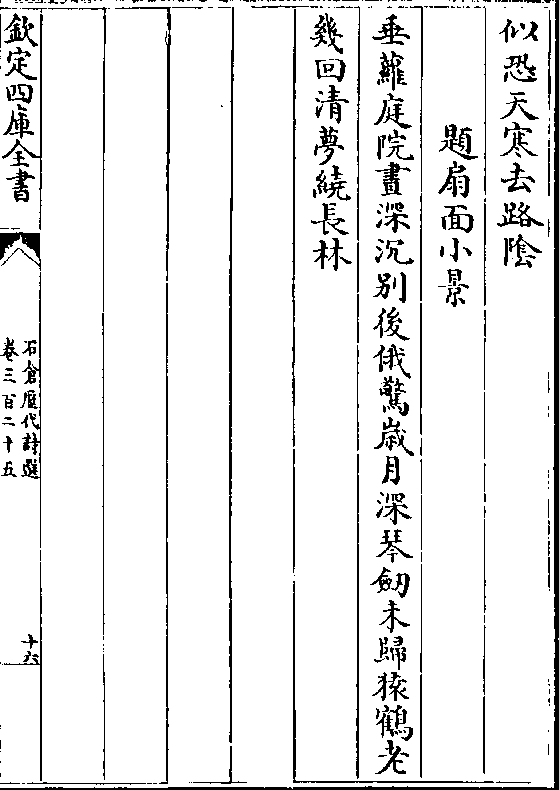 似恐天寒去路陰
題扇面小景
垂蘿庭院晝深沉别後俄驚歲月深琴劒未歸猿鶴老
幾回清夢繞長林
欽定四庫全書
石倉歷代詩選
卷三百二十五
十六